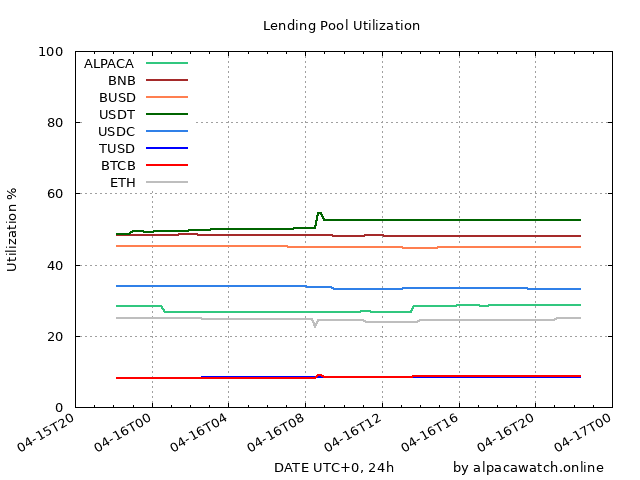 Lending Pool Utilization
100
80
60
40
20
0
Utilization %
ALPACA
BNB
BUSD
USDT
USDC
TUSD
BTCB
ETH
04-15T20
04-16T00
04-16T04
04-16T08
04-16T12
04-16T16
04-16T20
04-17T00
DATE UTC+0, 24h
by alpacawatch.online